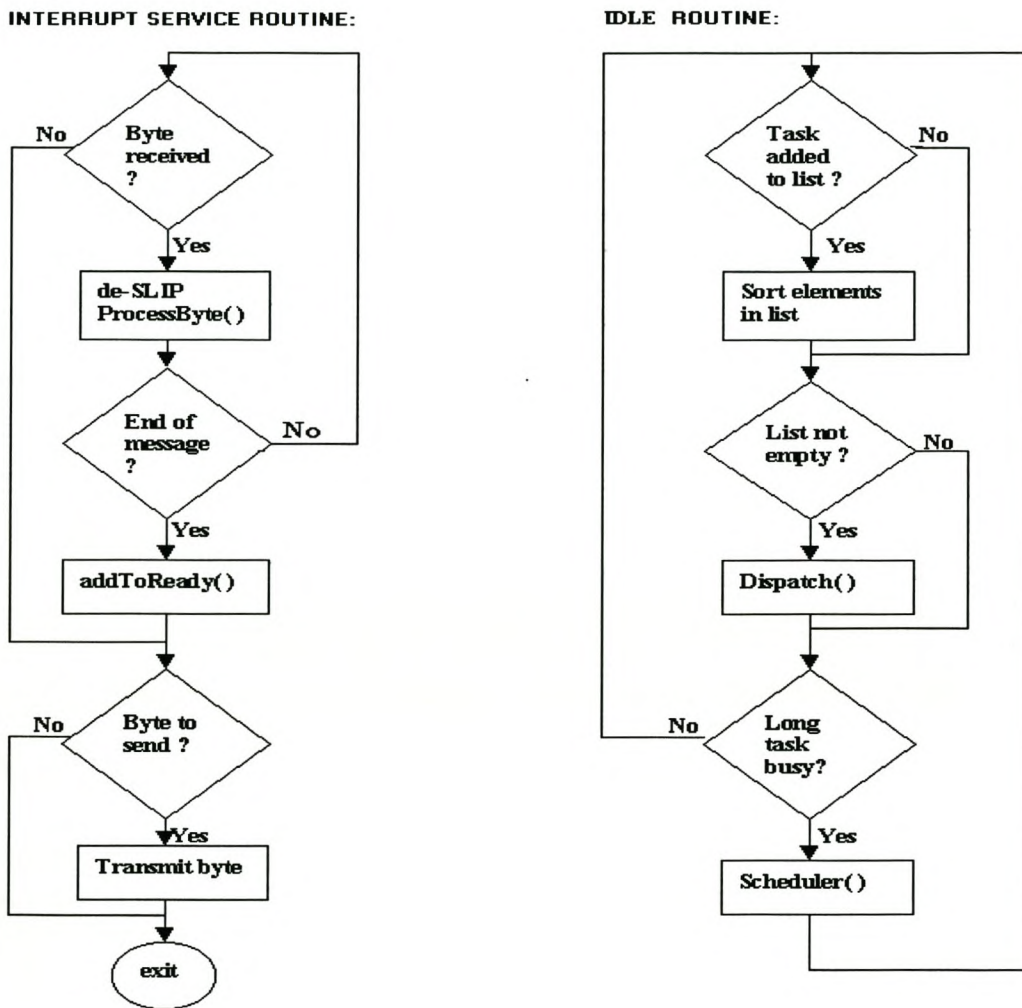 INTERRUPT SERVICE ROUTINE:
No
Byte
received
?
Yes
de-SLIP
ProcessByte()
End of
message
?
No
Yes
addToReady()
No
Byte to
send ?
Yes
Transmit byte
exit
IDLE ROUTINE:
Task
added
to list ?
No
Yes
Sort elements
in list
List not
empty ?
No
Yes
Dispatch()
No
Long
task
busy?
Yes
Scheduler()